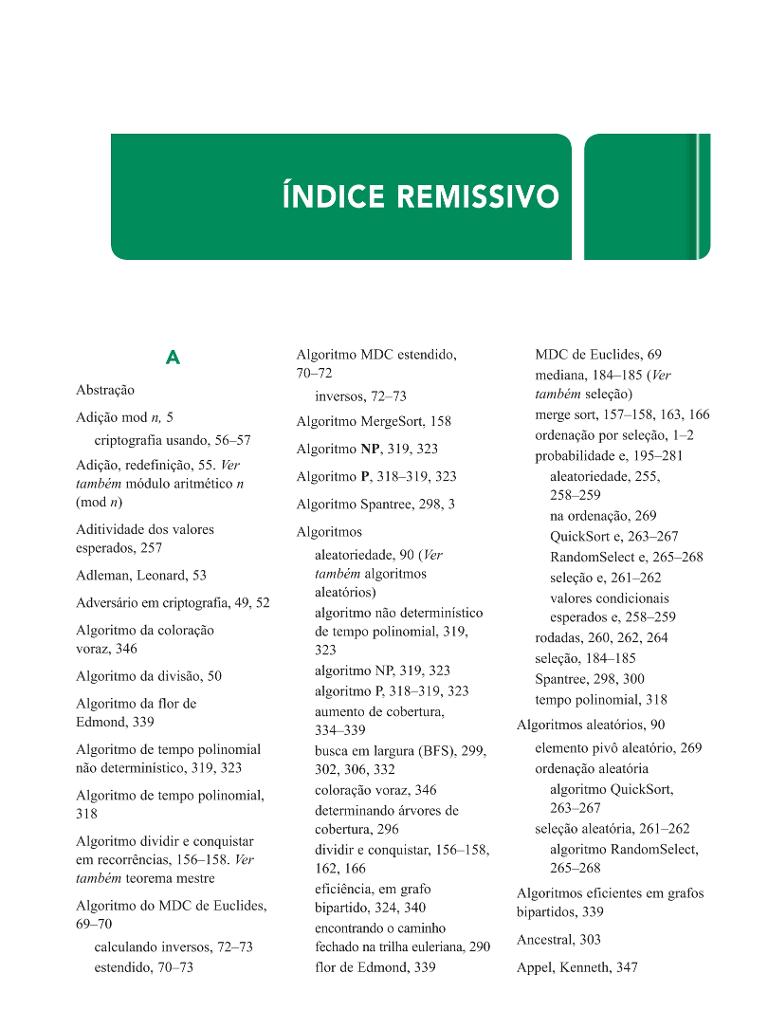 ÍNDICE REMISSIVO
A
Abstração
Adição mod n, 5
criptografia usando, 56–57
Adição, redefinição, 55. Ver
também módulo aritmético n
(mod n)
Aditividade dos valores
esperados, 257
Adleman, Leonard, 53
Adversário em criptografia, 49, 52
Algoritmo da coloração
voraz, 346
Algoritmo da divisão, 50
Algoritmo da flor de
Edmond, 339
Algoritmo de tempo polinomial
não determinístico, 319, 323
Algoritmo de tempo polinomial,
318
Algoritmo dividir e conquistar
em recorrências, 156–158. Ver
também teorema mestre
Algoritmo do MDC de Euclides,
69–70
calculando inversos, 72–73
estendido, 70–73
Algoritmo MDC estendido,
70–72
inversos, 72–73
Algoritmo MergeSort, 158
Algoritmo NP, 319, 323
Algoritmo P, 318–319, 323
Algoritmo Spantree, 298, 3
Algoritmos
aleatoriedade, 90 (Ver
também algoritmos
aleatórios)
algoritmo não determinístico
de tempo polinomial, 319,
323
algoritmo NP, 319, 323
algoritmo P, 318–319, 323
aumento de cobertura,
334–339
busca em largura (BFS), 299,
302, 306, 332
coloração voraz, 346
determinando árvores de
cobertura, 296
dividir e conquistar, 156–158,
162, 166
eficiência, em grafo
bipartido, 324, 340
encontrando o caminho
fechado na trilha euleriana, 290
flor de Edmond, 339
MDC de Euclides, 69
mediana, 184–185 (Ver
também seleção)
merge sort, 157–158, 163, 166
ordenação por seleção, 1–2
probabilidade e, 195–281
aleatoriedade, 255,
258–259
na ordenação, 269
QuickSort e, 263–267
RandomSelect e, 265–268
seleção e, 261–262
valores condicionais
esperados e, 258–259
rodadas, 260, 262, 264
seleção, 184–185
Spantree, 298, 300
tempo polinomial, 318
Algoritmos aleatórios, 90
elemento pivô aleatório, 269
ordenação aleatória
algoritmo QuickSort,
263–267
seleção aleatória, 261–262
algoritmo RandomSelect,
265–268
Algoritmos eficientes em grafos
bipartidos, 339
Ancestral, 303
Appel, Kenneth, 347